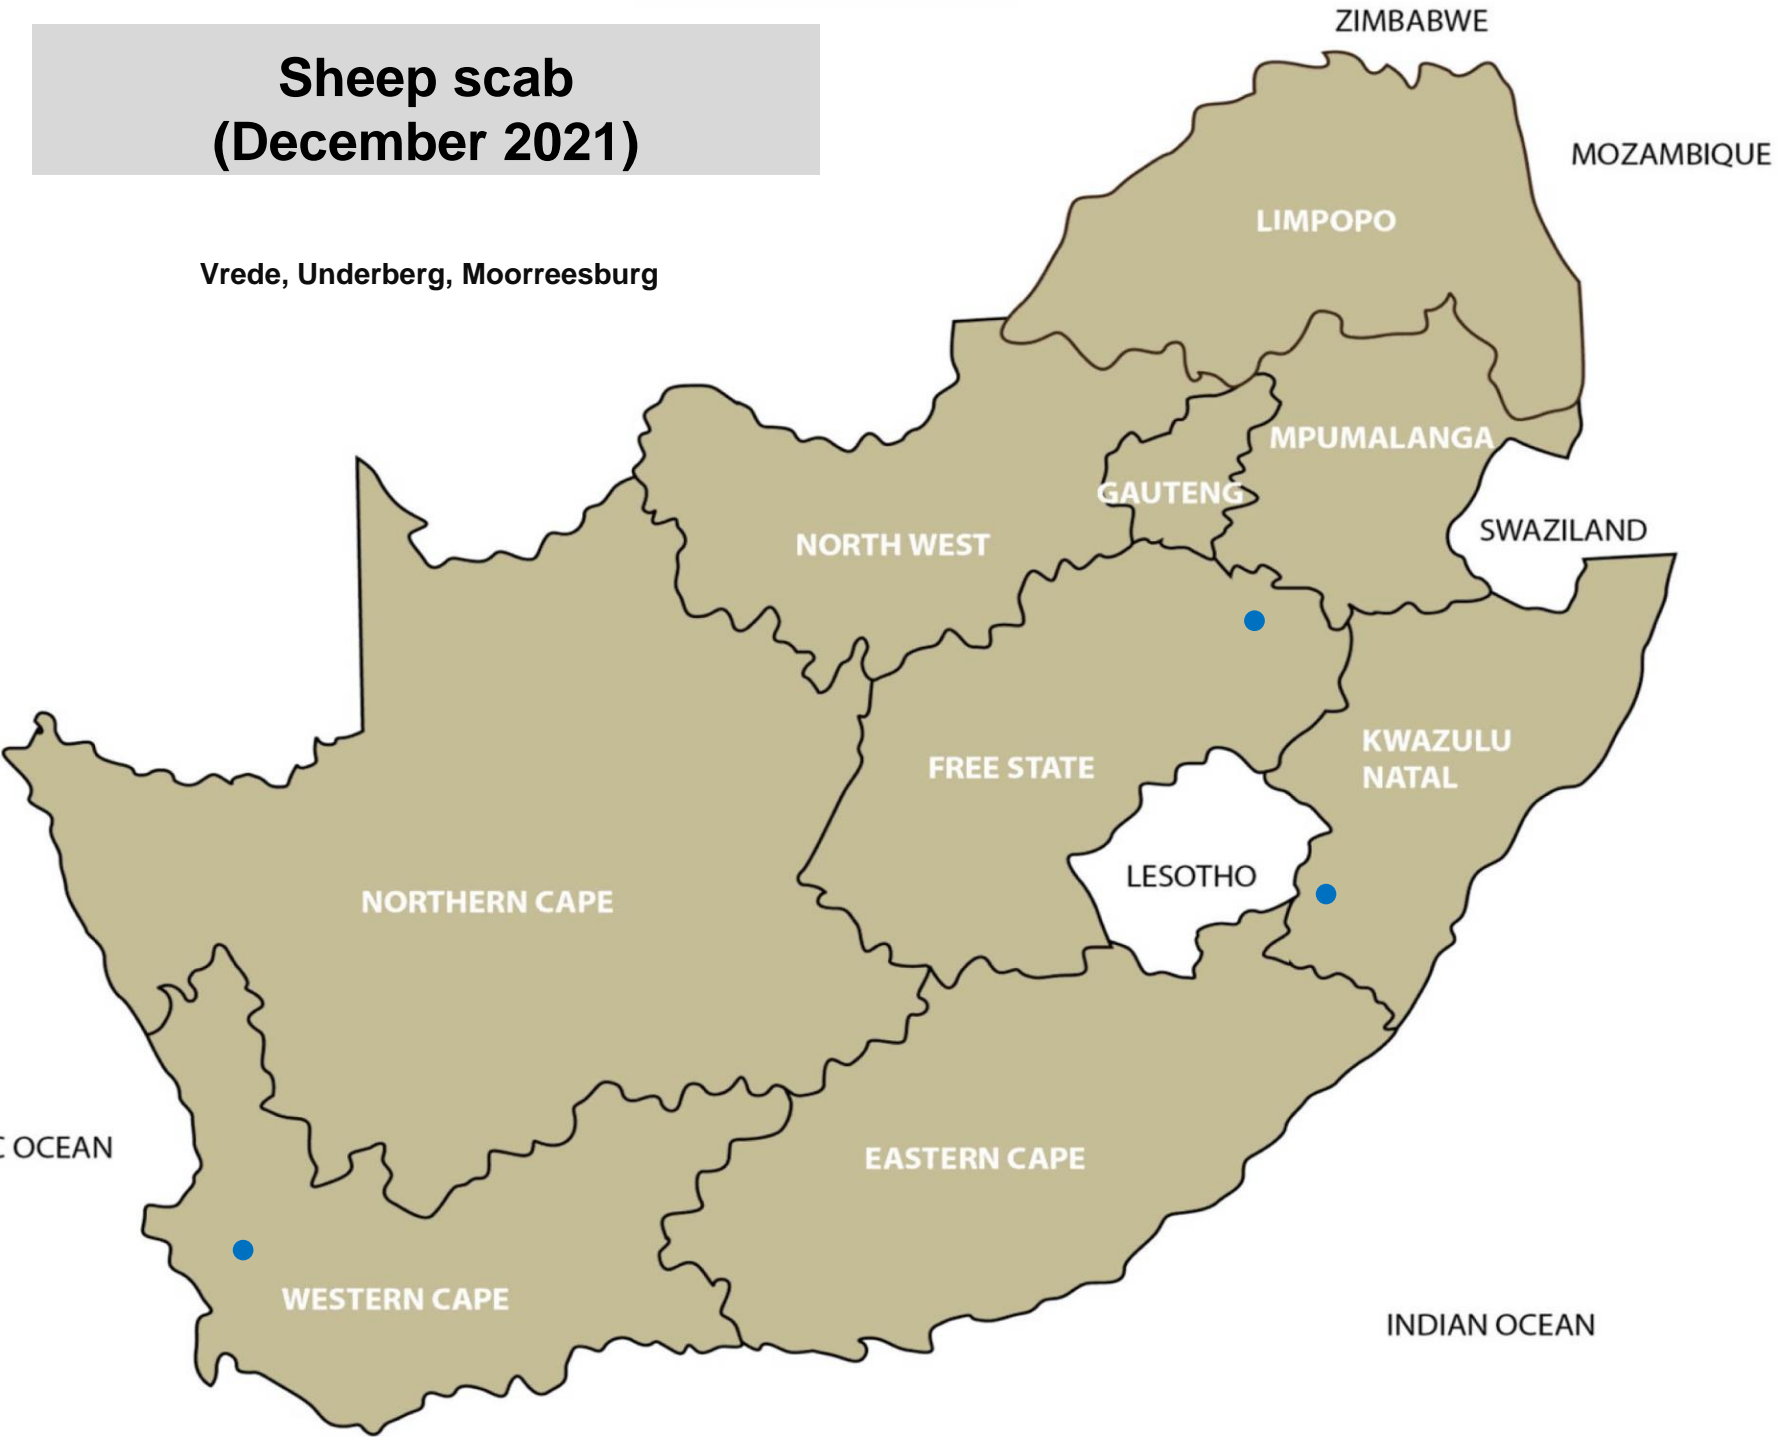 ZIMBABWE
Sheep scab
(December 2021)
MOZAMBIQUE
LIMPOPO
Vrede, Underberg, Moorreesburg
MPUMALANGA
GAUTENG
SWAZILAND
NORTH WEST
KWAZULU
NATAL
FREE STATE
LESOTHO
NORTHERN CAPE
C OCEAN
EASTERN CAPE
WESTERN CAPE
INDIAN OCEAN